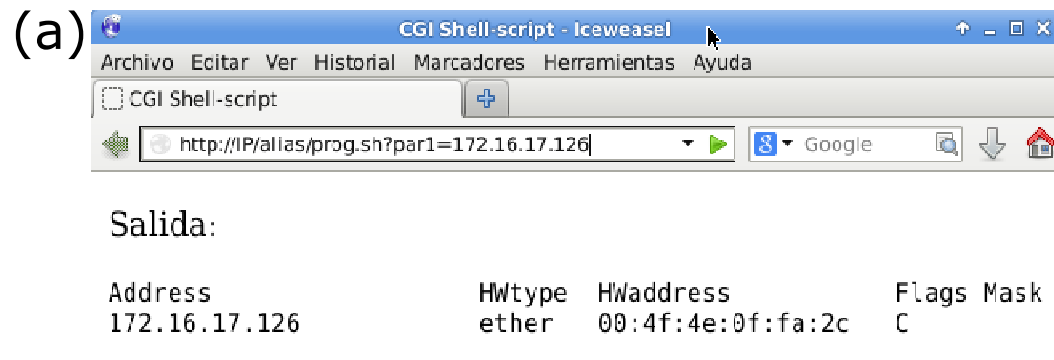 (a)
CGI Shell-script - Iceweasel
Archivo Editar Ver Historial Marcadores Herramientas Ayuda
CGI Shell-script
http://IP/alias/prog.sh?par1=172.16.17.126 8 Google
Salida:
Address HWtype HWaddress Flags Mask
172.16.17.126 ether 00:4f:4e:0f:fa:2c C